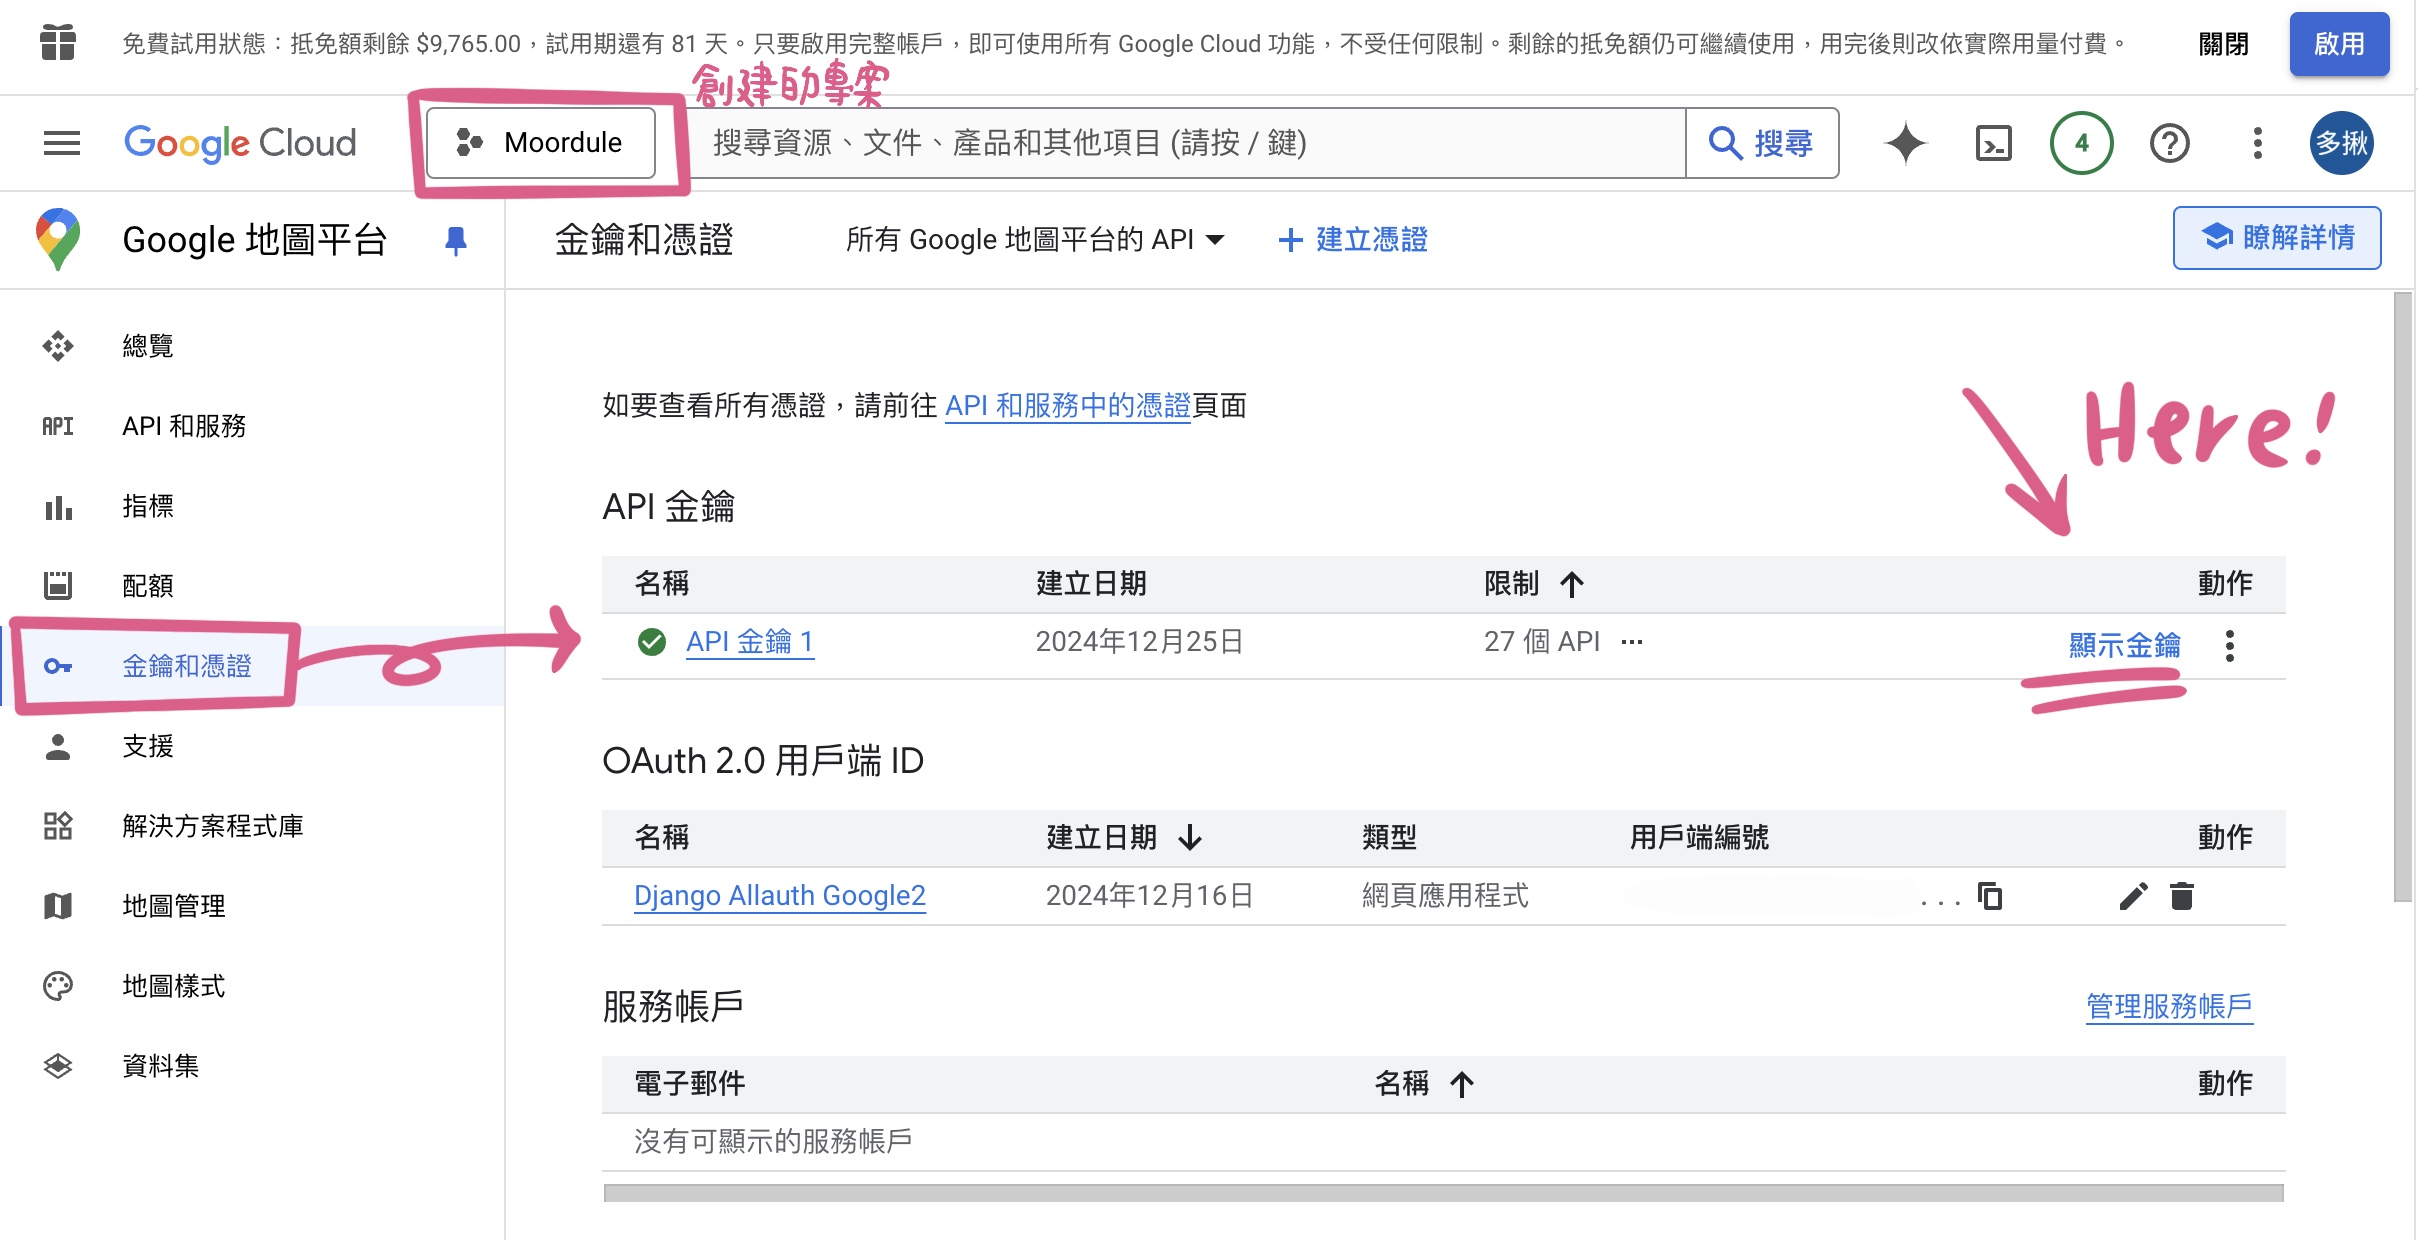 免費試用狀態：抵免額剩餘 $9,765.00，試用期還有 81 天。只要啟用完整帳戶，即可使用所有 Google Cloud 功能，不受任何限制。剩餘的抵免額仍可繼續使用，用完後則改依實際用量付費。 關閉 啟用
創建的專案
Google Cloud Moordule 搜尋資源、文件、產品和其他項目 (請按 / 鍵) 搜尋 4 多揪
Google 地圖平台 金鑰和憑證 所有 Google 地圖平台的 API + 建立憑證 瞭解詳情
總覽
API API 和服務
指標
配額
金鑰和憑證
支援
解決方案程式庫
地圖管理
地圖樣式
資料集
如要查看所有憑證，請前往 API 和服務中的憑證頁面
Here!
API 金鑰
名稱 建立日期 限制 動作
API 金鑰 1 2024年12月25日 27 個 API 顯示金鑰
OAuth 2.0 用戶端 ID
名稱 建立日期 類型 用戶端編號 動作
Django Allauth Google2 2024年12月16日 網頁應用程式 ...
服務帳戶 管理服務帳戶
電子郵件 名稱 動作
沒有可顯示的服務帳戶